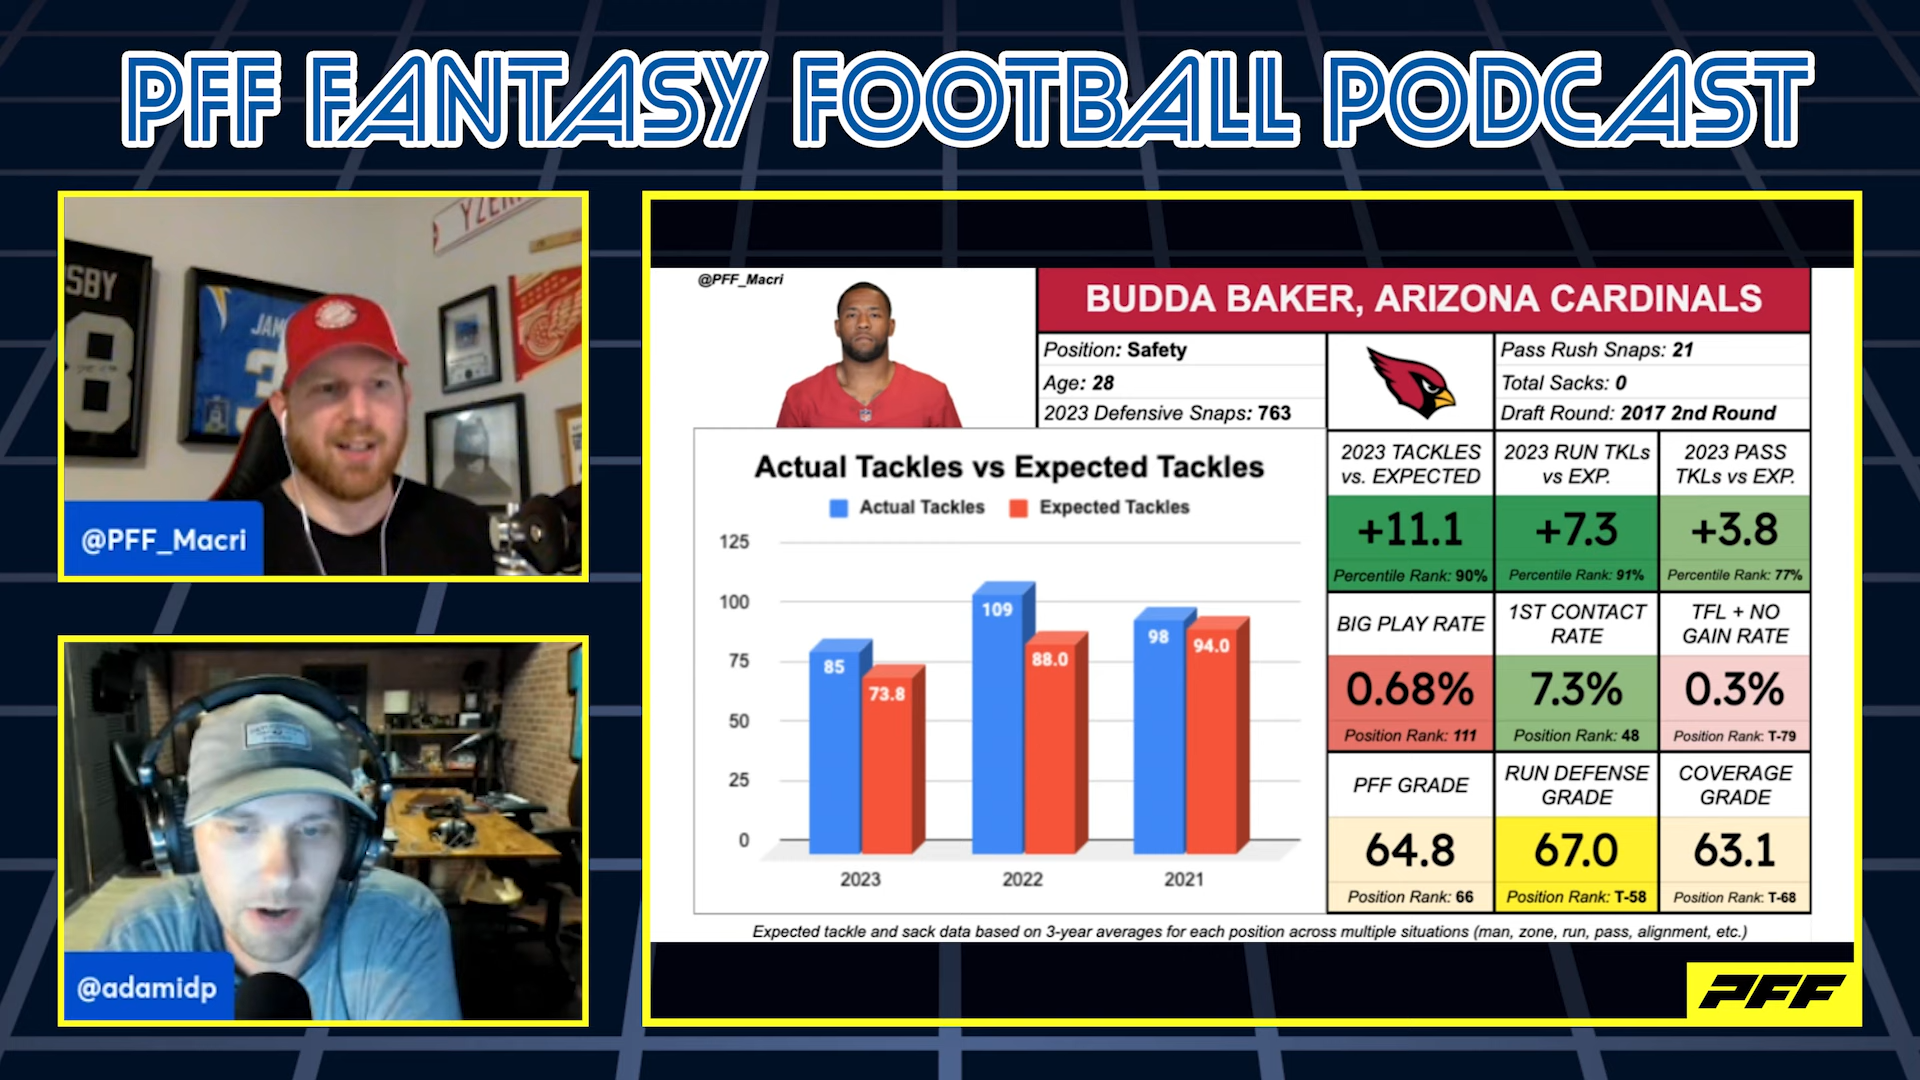 PFF FANTASY FOOTBALL PODCAST
SBY
8
JAM
3
YZER
@PFF_Macri
@adamidp
@PFF_Macri
BUDDA BAKER, ARIZONA CARDINALS
Position: Safety
Age: 28
2023 Defensive Snaps: 763
Pass Rush Snaps: 21
Total Sacks: 0
Draft Round: 2017 2nd Round
Actual Tackles vs Expected Tackles
Actual Tackles
Expected Tackles
125
100
75
50
25
0
85
73.8
109
88.0
98
94.0
2023
2022
2021
2023 TACKLES
vs. EXPECTED
+11.1
Percentile Rank: 90%
2023 RUN TKLs
vs EXP.
+7.3
Percentile Rank: 91%
2023 PASS
TKLs vs EXP.
+3.8
Percentile Rank: 77%
BIG PLAY RATE
0.68%
Position Rank: 111
1ST CONTACT
RATE
7.3%
Position Rank: 48
TFL + NO
GAIN RATE
0.3%
Position Rank: T-79
PFF GRADE
64.8
Position Rank: 66
RUN DEFENSE
GRADE
67.0
Position Rank: T-58
COVERAGE
GRADE
63.1
Position Rank: T-68
Expected tackle and sack data based on 3-year averages for each position across multiple situations (man, zone, run, pass, alignment, etc.)
PFF